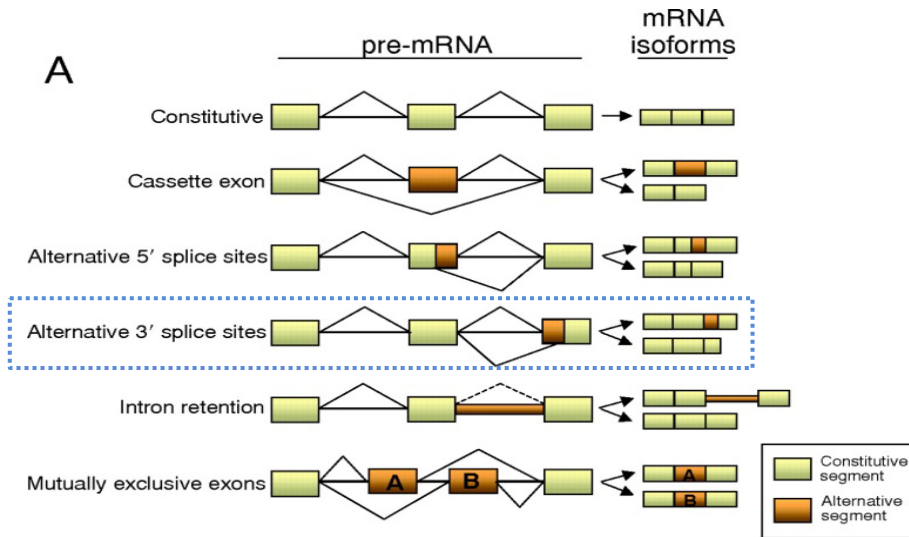 A
pre-mRNA
mRNA
isoforms
Constitutive
Cassette exon
Alternative 5′ splice sites
Alternative 3′ splice sites
Intron retention
Mutually exclusive exons
A
B
A
B
Constitutive
segment
Alternative
segment